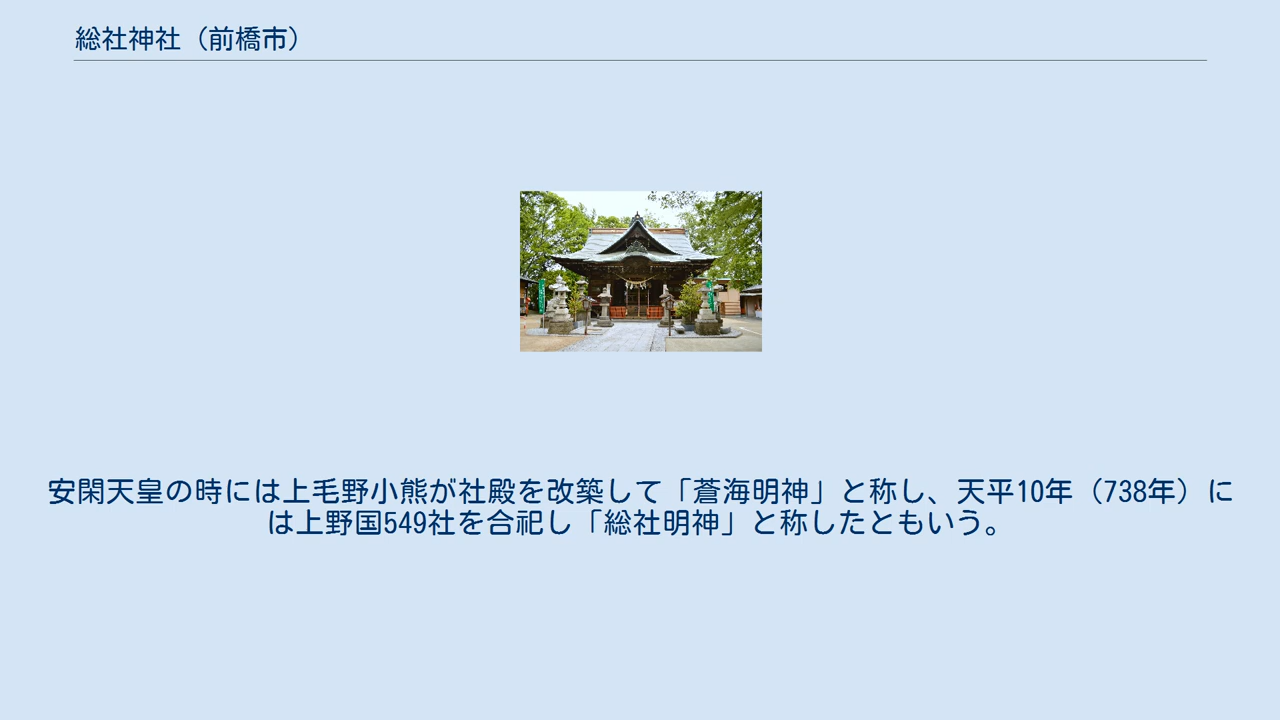 総社神社（前橋市）
安閑天皇の時には上毛野小熊が社殿を改築して「蒼海明神」と称し、天平10年（738年）に
は上野国549社を合祀し「総社明神」と称したともいう。